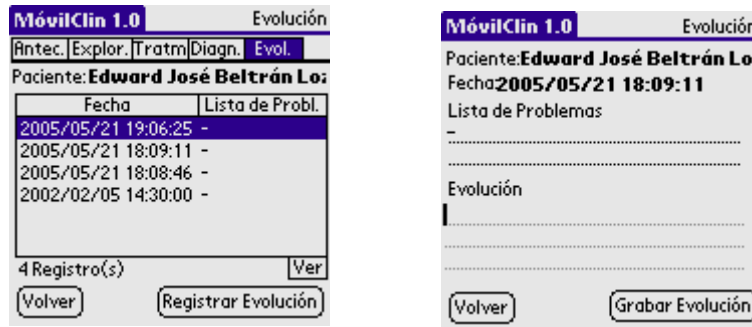 MóvilClin 1.0 Evolución
Antec. Explor. Tratm Diagn. Evol.
Paciente: Edward José Beltrán Loz
Fecha Lista de Probl.
2005/05/21 19:06:25 -
2005/05/21 18:09:11 -
2005/05/21 18:08:46 -
2002/02/05 14:30:00 -
4 Registro(s) Ver
Volver Registrar Evolución
MóvilClin 1.0 Evolución
Paciente: Edward José Beltrán Lo
Fecha: 2005/05/21 18:09:11
Lista de Problemas
-
Evolución
Volver Grabar Evolución